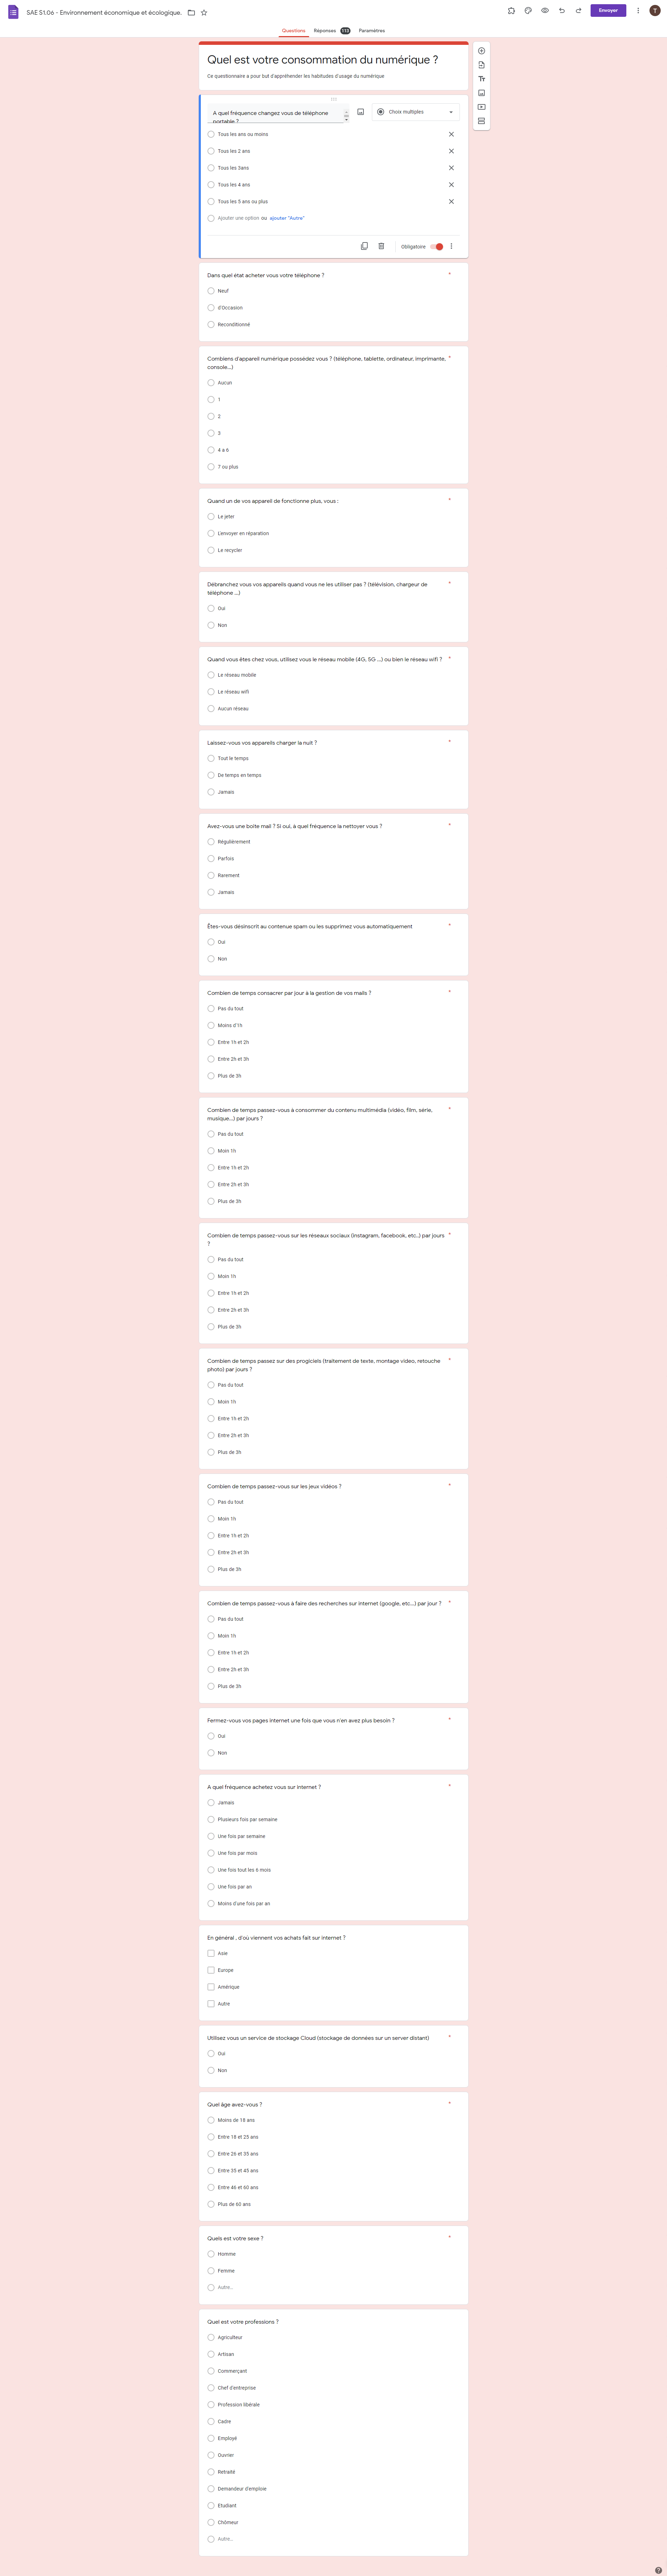 SAE S1.06 - Environnement économique et écologique.
Envoyer
T
Questions
Réponses 113
Paramètres
Quel est votre consommation du numérique ?
Ce questionnaire a pour but d'appréhender les habitudes d'usage du numérique
A quel fréquence changez vous de téléphone
portable ?
Choix multiples
Tous les ans ou moins
Tous les 2 ans
Tous les 3ans
Tous les 4 ans
Tous les 5 ans ou plus
Ajouter une option ou ajouter "Autre"
Obligatoire
Dans quel état acheter vous votre téléphone ? *
Neuf
d'Occasion
Reconditionné
Combiens d'appareil numérique possédez vous ? (téléphone, tablette, ordinateur, imprimante, *
console...)
Aucun
1
2
3
4 a 6
7 ou plus
Quand un de vos appareil de fonctionne plus, vous : *
Le jeter
L'envoyer en réparation
Le recycler
Débranchez vous vos appareils quand vous ne les utiliser pas ? (télévision, chargeur de *
téléphone ...)
Oui
Non
Quand vous êtes chez vous, utilisez vous le réseau mobile (4G, 5G ...) ou bien le réseau wifi ? *
Le réseau mobile
Le réseau wifi
Aucun réseau
Laissez-vous vos appareils charger la nuit ? *
Tout le temps
De temps en temps
Jamais
Avez-vous une boite mail ? Si oui, à quel fréquence la nettoyer vous ? *
Régulièrement
Parfois
Rarement
Jamais
Êtes-vous désinscrit au contenue spam ou les supprimez vous automatiquement *
Oui
Non
Combien de temps consacrer par jour à la gestion de vos mails ? *
Pas du tout
Moins d'1h
Entre 1h et 2h
Entre 2h et 3h
Plus de 3h
Combien de temps passez-vous à consommer du contenu multimédia (vidéo, film, série, *
musique...) par jours ?
Pas du tout
Moin 1h
Entre 1h et 2h
Entre 2h et 3h
Plus de 3h
Combien de temps passez-vous sur les réseaux sociaux (instagram, facebook, etc..) par jours *
?
Pas du tout
Moin 1h
Entre 1h et 2h
Entre 2h et 3h
Plus de 3h
Combien de temps passez sur des progiciels (traitement de texte, montage video, retouche *
photo) par jours ?
Pas du tout
Moin 1h
Entre 1h et 2h
Entre 2h et 3h
Plus de 3h
Combien de temps passez-vous sur les jeux vidéos ? *
Pas du tout
Moin 1h
Entre 1h et 2h
Entre 2h et 3h
Plus de 3h
Combien de temps passez-vous à faire des recherches sur internet (google, etc...) par jour ? *
Pas du tout
Moin 1h
Entre 1h et 2h
Entre 2h et 3h
Plus de 3h
Fermez-vous vos pages internet une fois que vous n'en avez plus besoin ? *
Oui
Non
A quel fréquence achetez vous sur internet ? *
Jamais
Plusieurs fois par semaine
Une fois par semaine
Une fois par mois
Une fois tout les 6 mois
Une fois par an
Moins d'une fois par an
En général , d'où viennent vos achats fait sur internet ?
Asie
Europe
Amérique
Autre
Utilisez vous un service de stockage Cloud (stockage de données sur un server distant) *
Oui
Non
Quel âge avez-vous ? *
Moins de 18 ans
Entre 18 et 25 ans
Entre 26 et 35 ans
Entre 35 et 45 ans
Entre 46 et 60 ans
Plus de 60 ans
Quels est votre sexe ? *
Homme
Femme
Autre...
Quel est votre professions ?
Agriculteur
Artisan
Commerçant
Chef d'entreprise
Profession libérale
Cadre
Employé
Ouvrier
Retraité
Demandeur d'emploie
Etudiant
Chômeur
Autre...